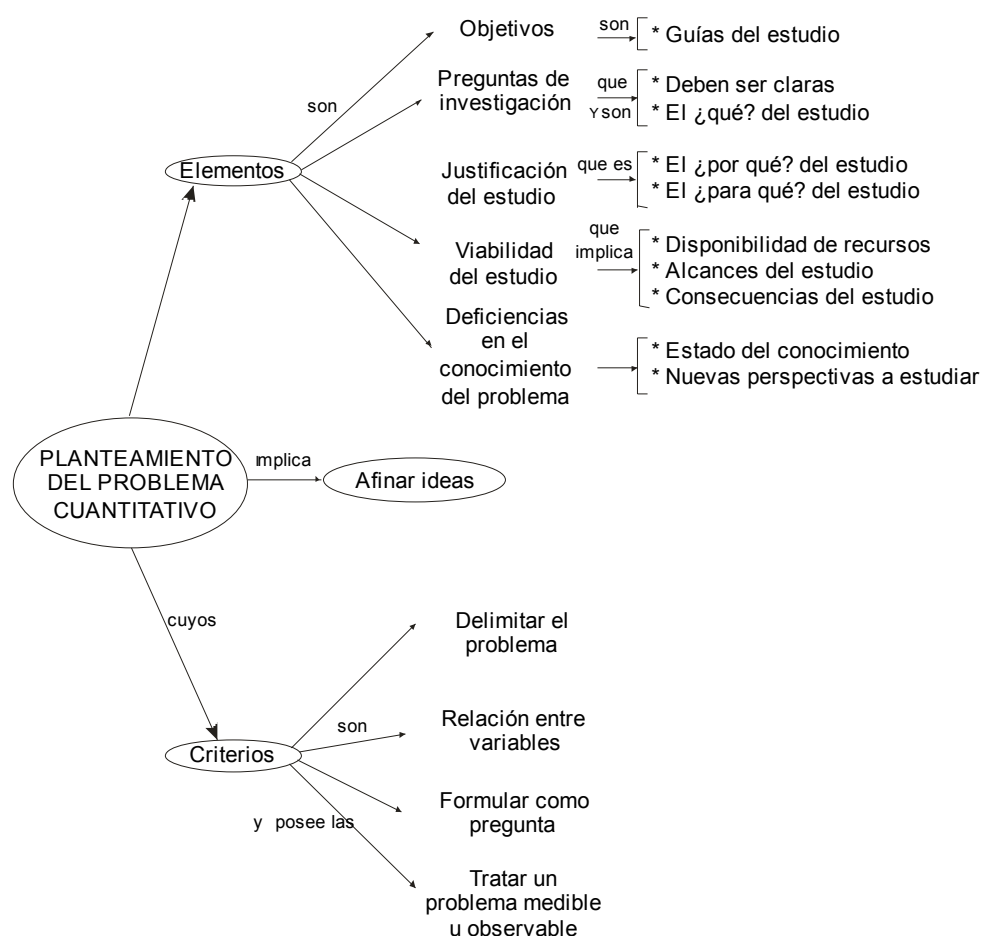 Objetivos
son
* Guías del estudio
son
Preguntas de
investigación
que
Y son
* Deben ser claras
* El ¿qué? del estudio
Elementos
Justificación
del estudio
que es
* El ¿por qué? del estudio
* El ¿para qué? del estudio
Viabilidad
del estudio
que
implica
* Disponibilidad de recursos
* Alcances del estudio
* Consecuencias del estudio
Deficiencias
en el
conocimiento
del problema
* Estado del conocimiento
* Nuevas perspectivas a estudiar
PLANTEAMIENTO
DEL PROBLEMA
CUANTITATIVO
implica
Afinar ideas
cuyos
Delimitar el
problema
son
Relación entre
variables
Criterios
y posee las
Formular como
pregunta
Tratar un
problema medible
u observable